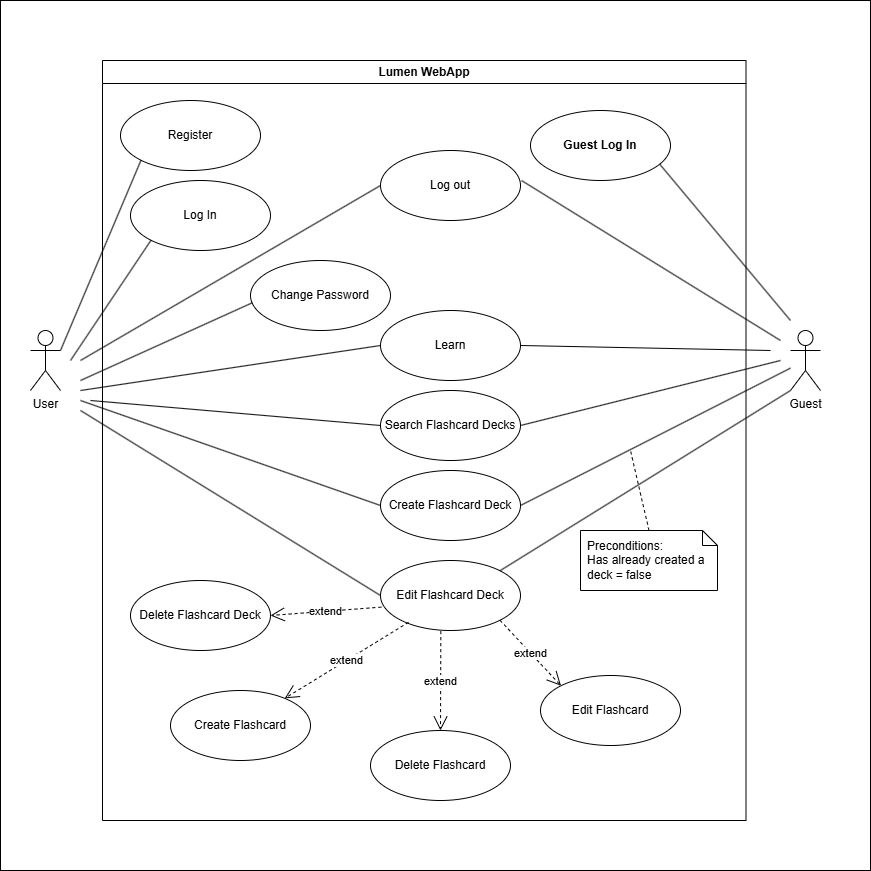 Lumen WebApp
Register
Guest Log In
Log out
Log In
Change Password
Learn
User
Guest
Search Flashcard Decks
Create Flashcard Deck
Preconditions:
Has already created a
deck = false
Edit Flashcard Deck
Delete Flashcard Deck
extend
extend
extend
extend
Create Flashcard
Edit Flashcard
Delete Flashcard